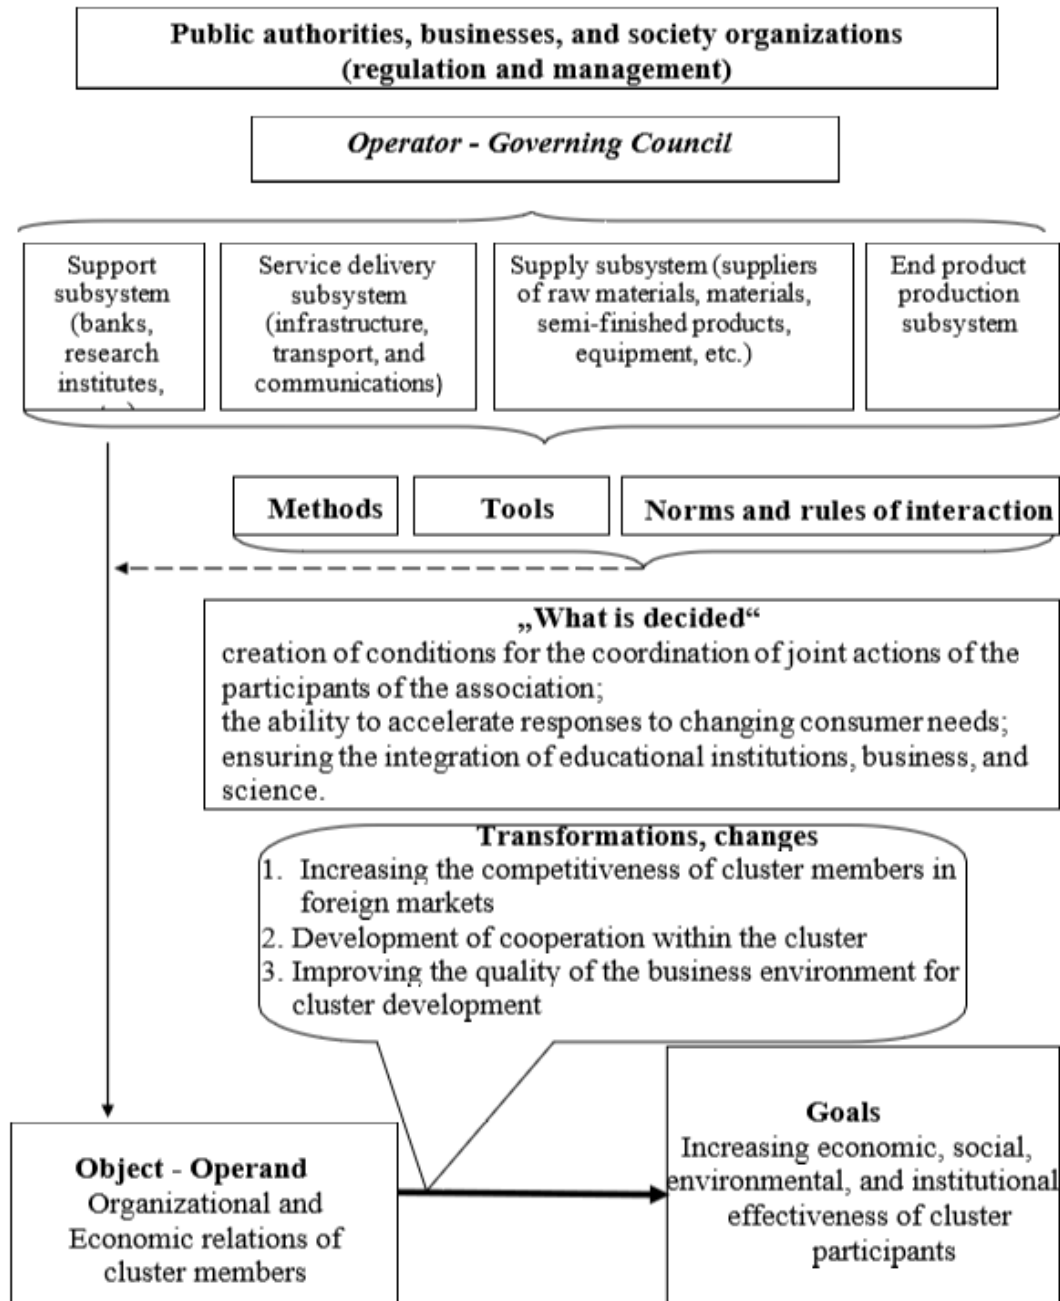 Public authorities, businesses, and society organizations
(regulation and management)
Operator - Governing Council
Support
subsystem
(banks,
research
institutes,
Service delivery
subsystem
(infrastructure,
transport, and
communications)
Supply subsystem (suppliers
of raw materials, materials,
semi-finished products,
equipment, etc.)
End product
production
subsystem
Methods
Tools
Norms and rules of interaction
„What is decided“
creation of conditions for the coordination of joint actions of the
participants of the association;
the ability to accelerate responses to changing consumer needs;
ensuring the integration of educational institutions, business, and
science.
Transformations, changes
1. Increasing the competitiveness of cluster members in
foreign markets
2. Development of cooperation within the cluster
3. Improving the quality of the business environment for
cluster development
Object - Operand
Organizational and
Economic relations of
cluster members
Goals
Increasing economic, social,
environmental, and institutional
effectiveness of cluster
participants